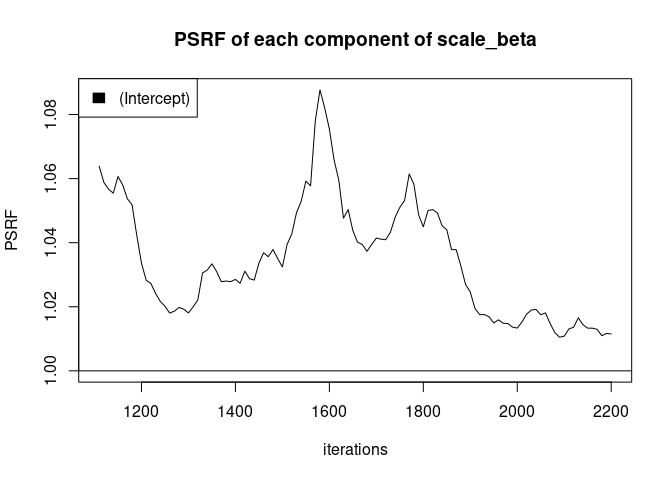 PSRF of each component of scale_beta
(Intercept)
PSRF
1.08
1.06
1.04
1.02
1.00
1200 1400 1600 1800 2000 2200
iterations